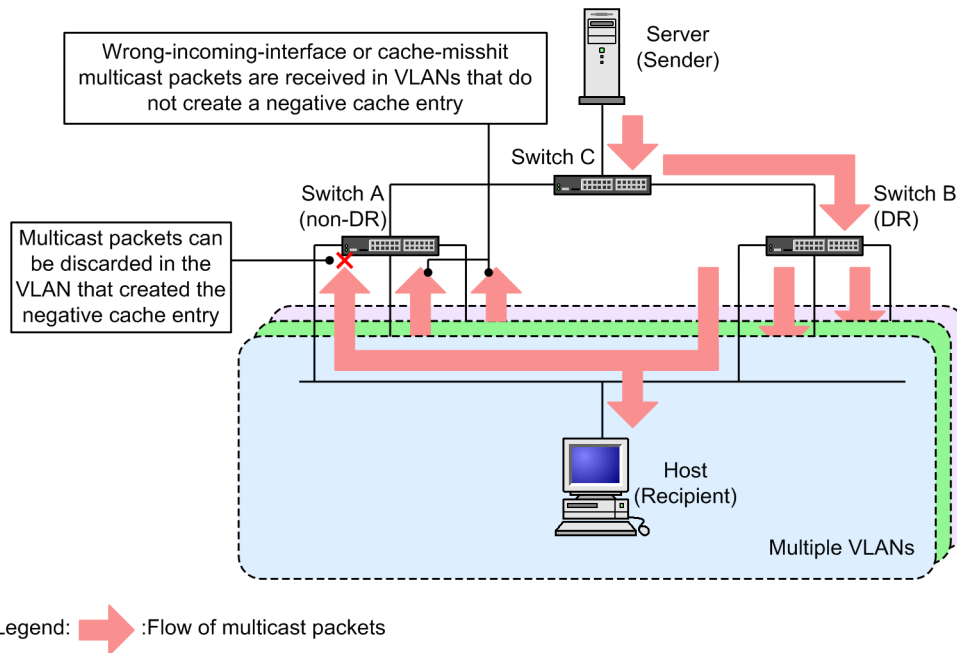 Wrong-incoming-interface or cache-misshit
multicast packets are received in VLANs that do
not create a negative cache entry
Server
(Sender)
Switch C
Switch A
(non-DR)
Switch B
(DR)
Multicast packets can
be discarded in the
VLAN that created the
negative cache entry
Host
(Recipient)
Multiple VLANs
Legend: :Flow of multicast packets